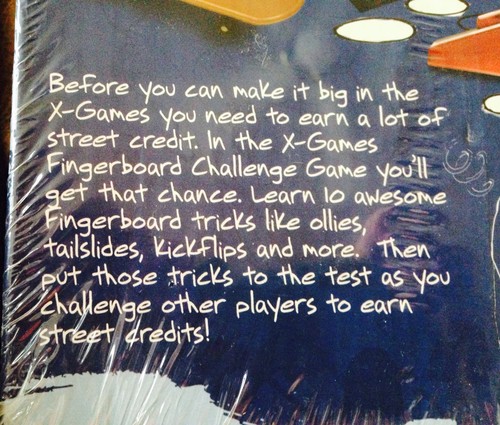 Before you can make it big in the
X-Games you need to earn a lot of
street credit. In the X-Games
Fingerboard Challenge Game you'll
get that chance. Learn 10 awesome
Fingerboard tricks like ollies,
tailslides, kickflips and more. Then
put those tricks to the test as you
challenge other players to earn
street credits!